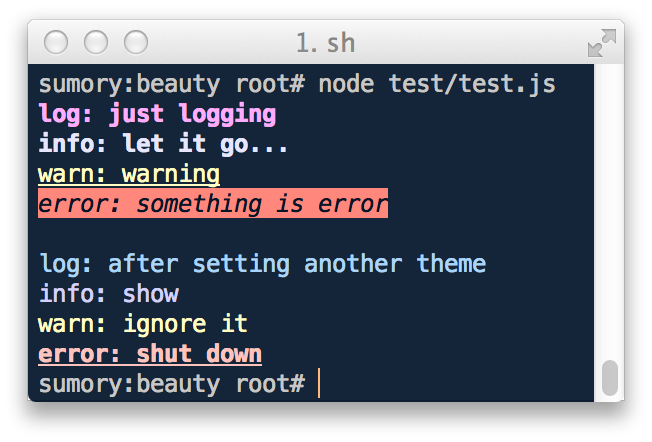 1. sh
sumory:beauty root# node test/test.js
log: just logging
info: let it go...
warn: warning
error: something is error
log: after setting another theme
info: show
warn: ignore it
error: shut down
sumory:beauty root#